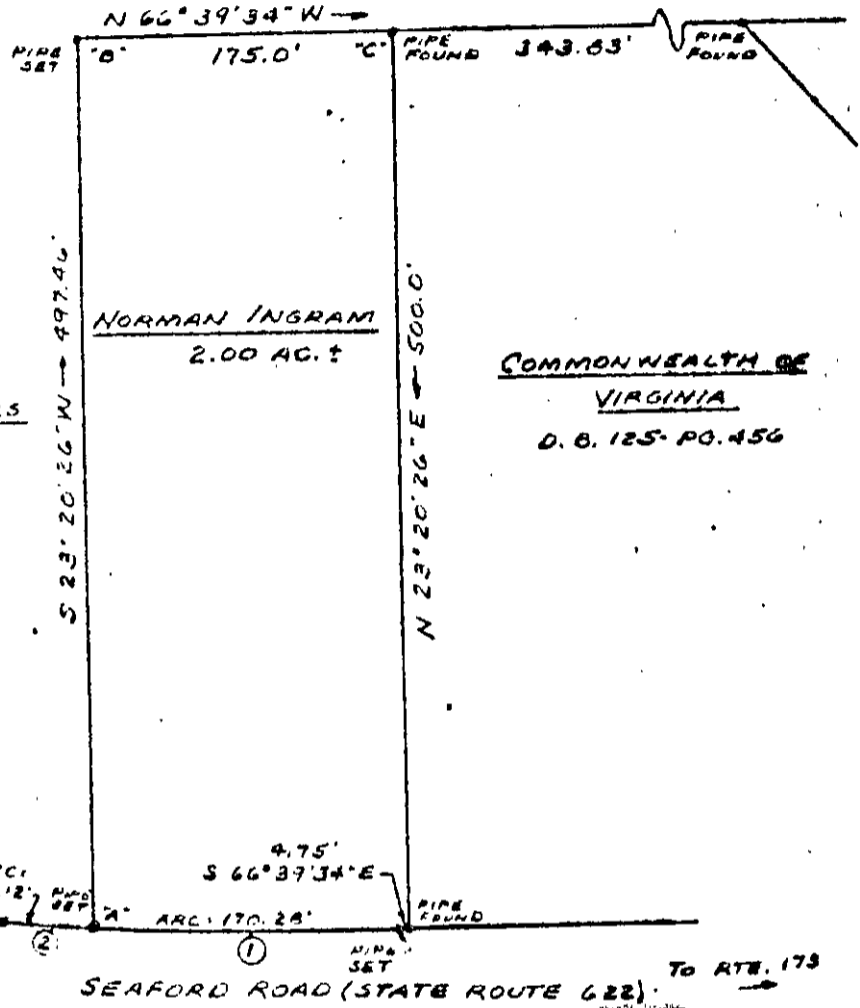 N 66° 39' 34" W →
PIPE SET
"B"
175.0'
"C"
PIPE FOUND
343.83'
PIPE FOUND
S 23° 20' 26" W → 497.46'
NORMAN INGRAM
2.00 AC. ±
N 23° 20' 26" E ← 500.0'
COMMONWEALTH OF
VIRGINIA
D. B. 125- PG. 456
S
4.75'
S 66° 39' 34" E
12'
PIPE SET
"A"
ARC: 170.28'
PIPE FOUND
2
1
PIPE SET
SEAFORD ROAD (STATE ROUTE 622)
TO RTE. 173